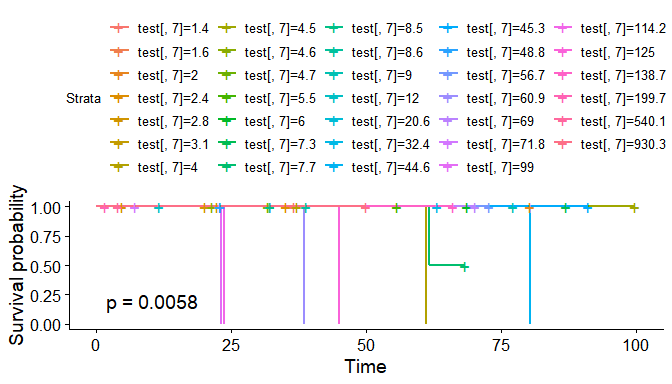 test[, 7]=1.4 test[, 7]=4.5 test[, 7]=8.5 test[, 7]=45.3 test[, 7]=114.2
test[, 7]=1.6 test[, 7]=4.6 test[, 7]=8.6 test[, 7]=48.8 test[, 7]=125
test[, 7]=2 test[, 7]=4.7 test[, 7]=9 test[, 7]=56.7 test[, 7]=138.7
Strata test[, 7]=2.4 test[, 7]=5.5 test[, 7]=12 test[, 7]=60.9 test[, 7]=199.7
test[, 7]=2.8 test[, 7]=6 test[, 7]=20.6 test[, 7]=69 test[, 7]=540.1
test[, 7]=3.1 test[, 7]=7.3 test[, 7]=32.4 test[, 7]=71.8 test[, 7]=930.3
test[, 7]=4 test[, 7]=7.7 test[, 7]=44.6 test[, 7]=99
Survival probability
1.00
0.75
0.50
0.25
0.00
p = 0.0058
0 25 50 75 100
Time